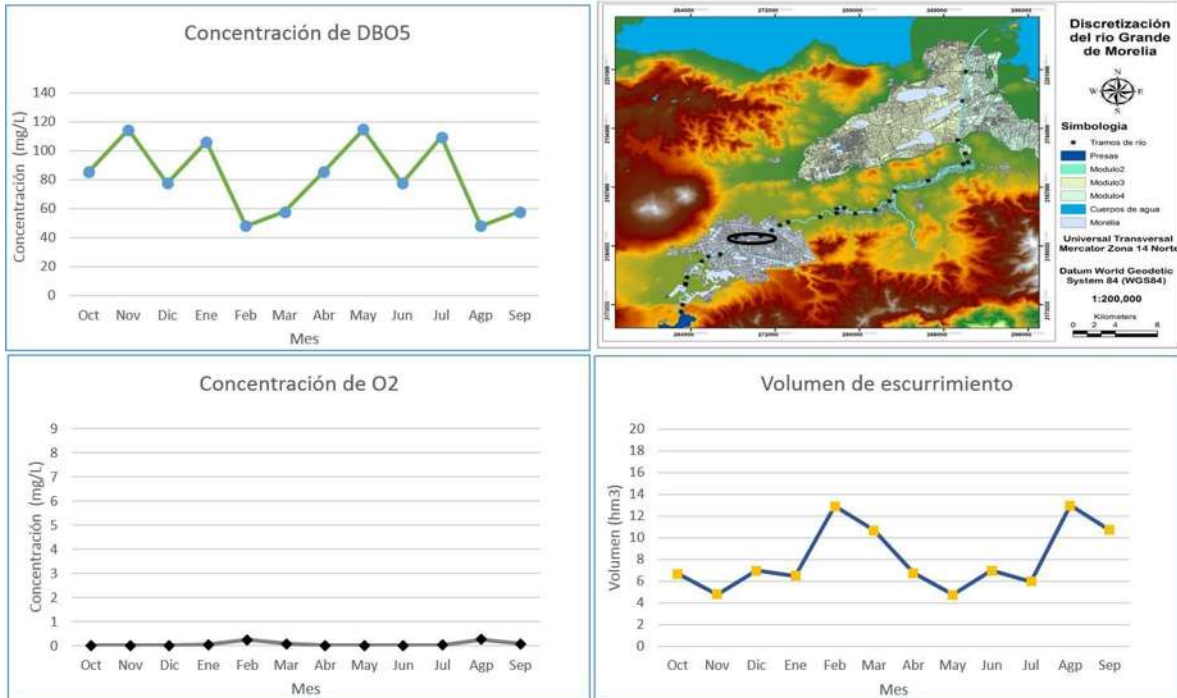 Concentración de DBO5
Concentración (mg/L)
140
120
100
80
60
40
20
0
Oct Nov Dic Ene Feb Mar Abr May Jun Jul Agp Sep
Mes
264000 272000 280000 288000 296000
Discretización
del río Grande
de Morelia
N
W E
S
Simbologia
Tramos de río
Presas
Modulo2
Modulo3
Modulo4
Cuerpos de agua
Morelia
Universal Transversal
Mercator Zona 14 Norte
Datum World Geodetic
System 84 (WGS84)
1:200,000
Kilometers
0 2 4 8
Concentración de O2
Concentración (mg/L)
9
8
7
6
5
4
3
2
1
0
Oct Nov Dic Ene Feb Mar Abr May Jun Jul Agp Sep
Mes
Volumen de escurrimiento
Volumen (hm3)
20
18
16
14
12
10
8
6
4
2
0
Oct Nov Dic Ene Feb Mar Abr May Jun Jul Agp Sep
Mes